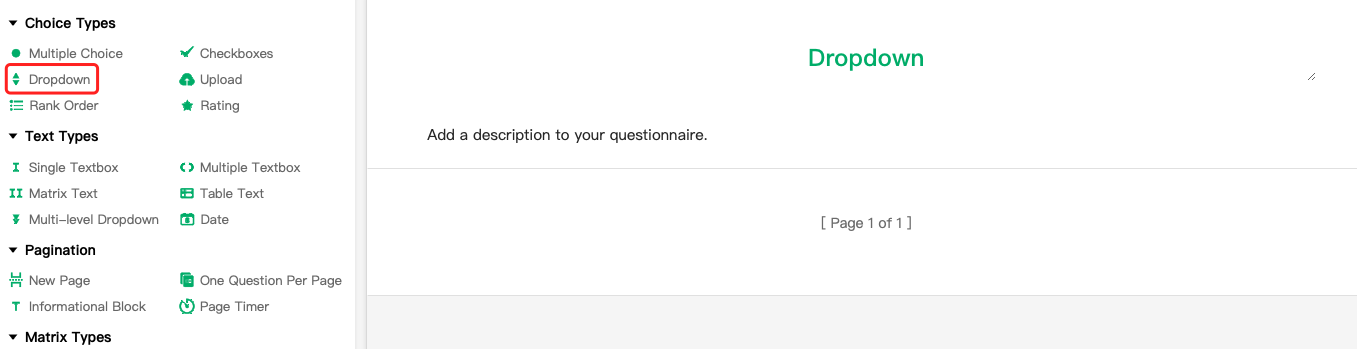 Choice Types
Multiple Choice
Checkboxes
Dropdown
Upload
Rank Order
Rating
Text Types
Single Textbox
Multiple Textbox
Matrix Text
Table Text
Multi-level Dropdown
Date
Pagination
New Page
One Question Per Page
Informational Block
Page Timer
Matrix Types
Dropdown
Add a description to your questionnaire.
[ Page 1 of 1 ]